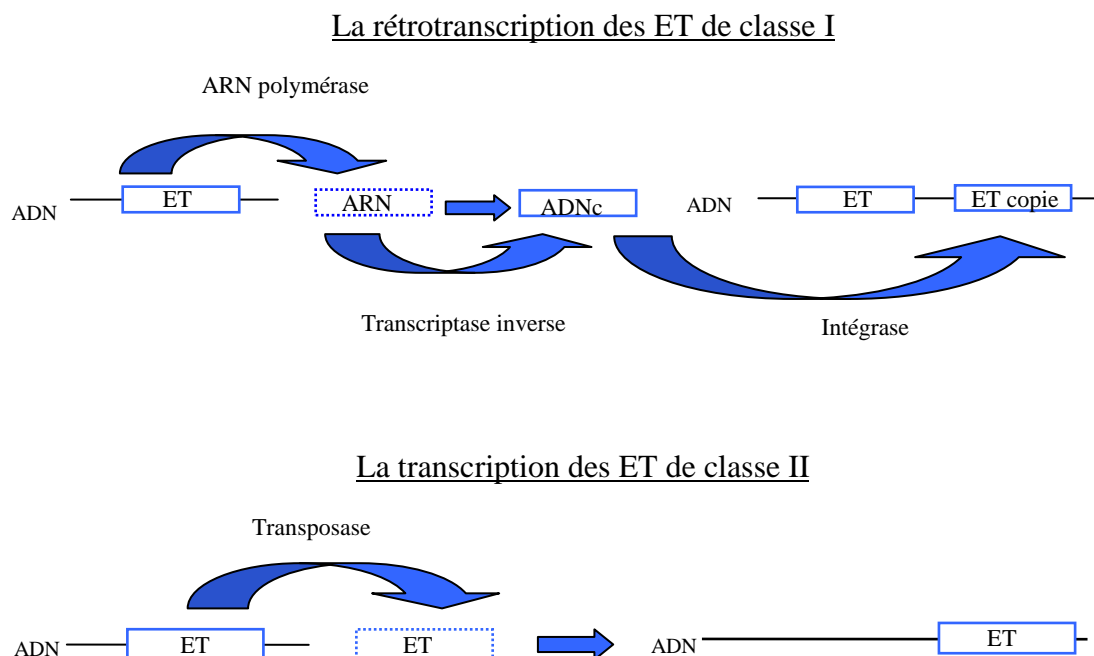 La rétrotranscription des ET de classe I
ARN polymérase
ADN ET ARN ADNc ADN ET ET copie
Transcriptase inverse Intégrase
La transcription des ET de classe II
Transposase
ADN ET ET ADN ET